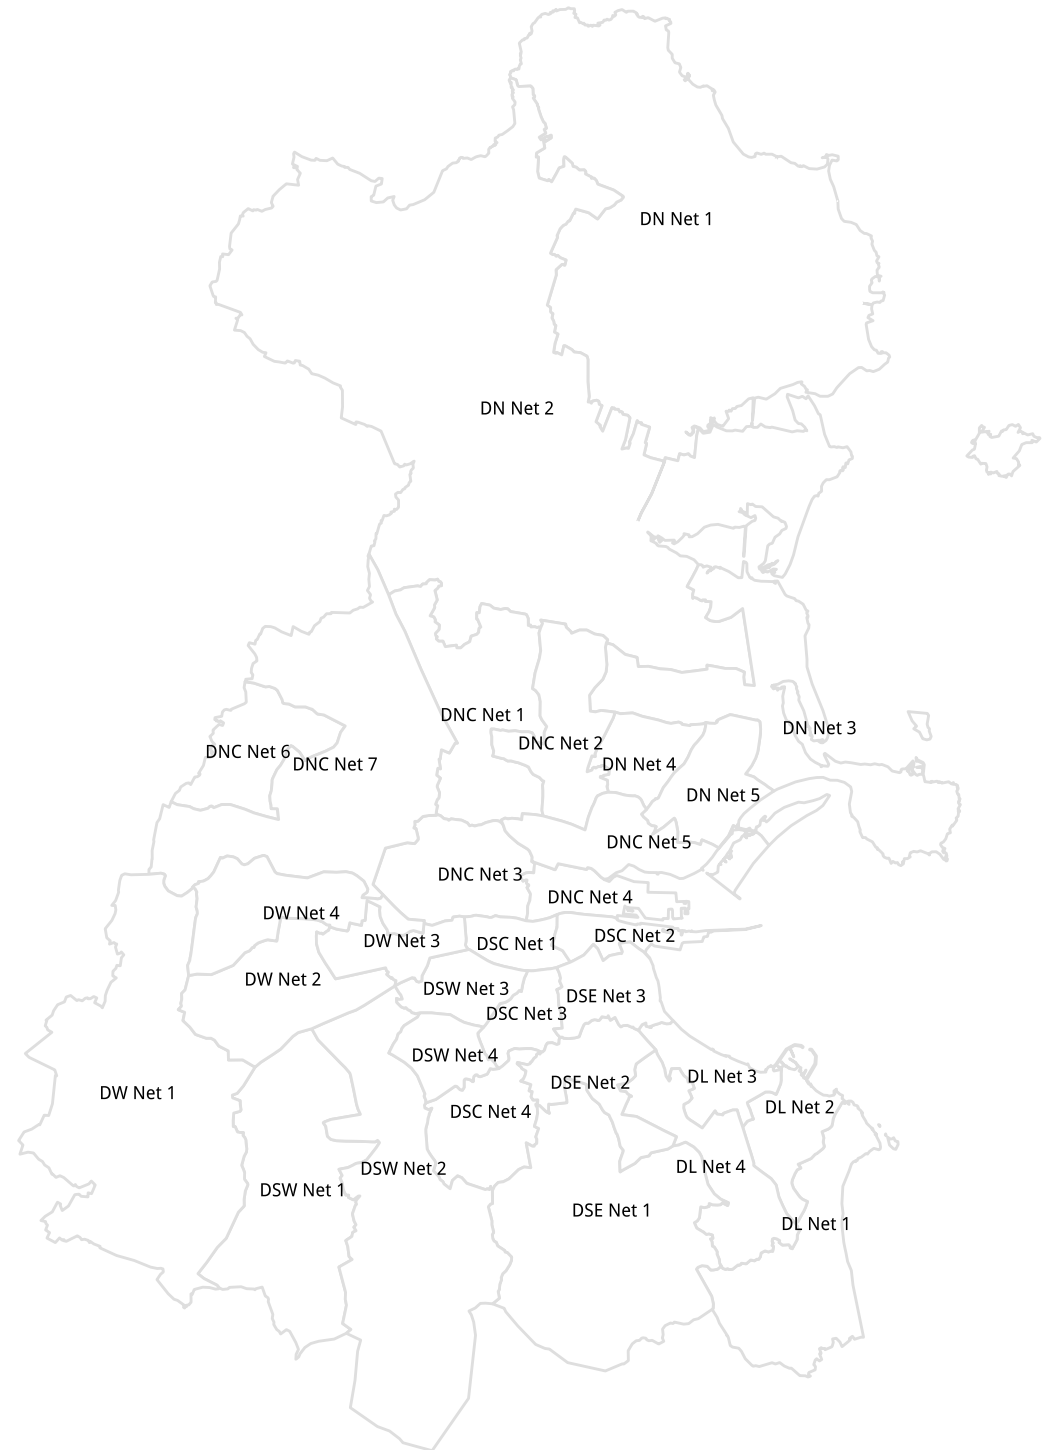 DN Net 1
DN Net 2
DNC Net 1
DN Net 3
DNC Net 2
DNC Net 6
DNC Net 7
DN Net 4
DN Net 5
DNC Net 5
DNC Net 3
DNC Net 4
DW Net 4
DSC Net 2
DW Net 3
DSC Net 1
DW Net 2
DSW Net 3
DSE Net 3
DSC Net 3
DSW Net 4
DL Net 3
DSE Net 2
DW Net 1
DL Net 2
DSC Net 4
DL Net 4
DSW Net 2
DSW Net 1
DSE Net 1
DL Net 1